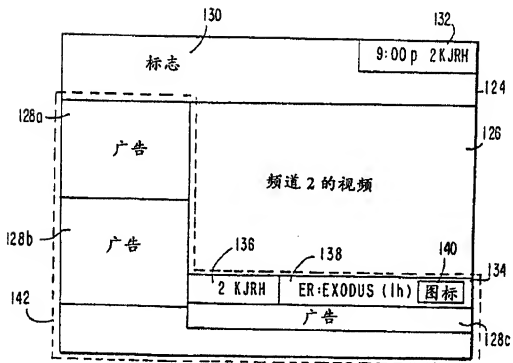 130
132
标志
9:00p 2KJRH
124
128a
126
广告
频道2的视频
128b
广告
136
138
140
134
2 KJRH
ER:EXODUS (1h)
图标
142
广告
128c